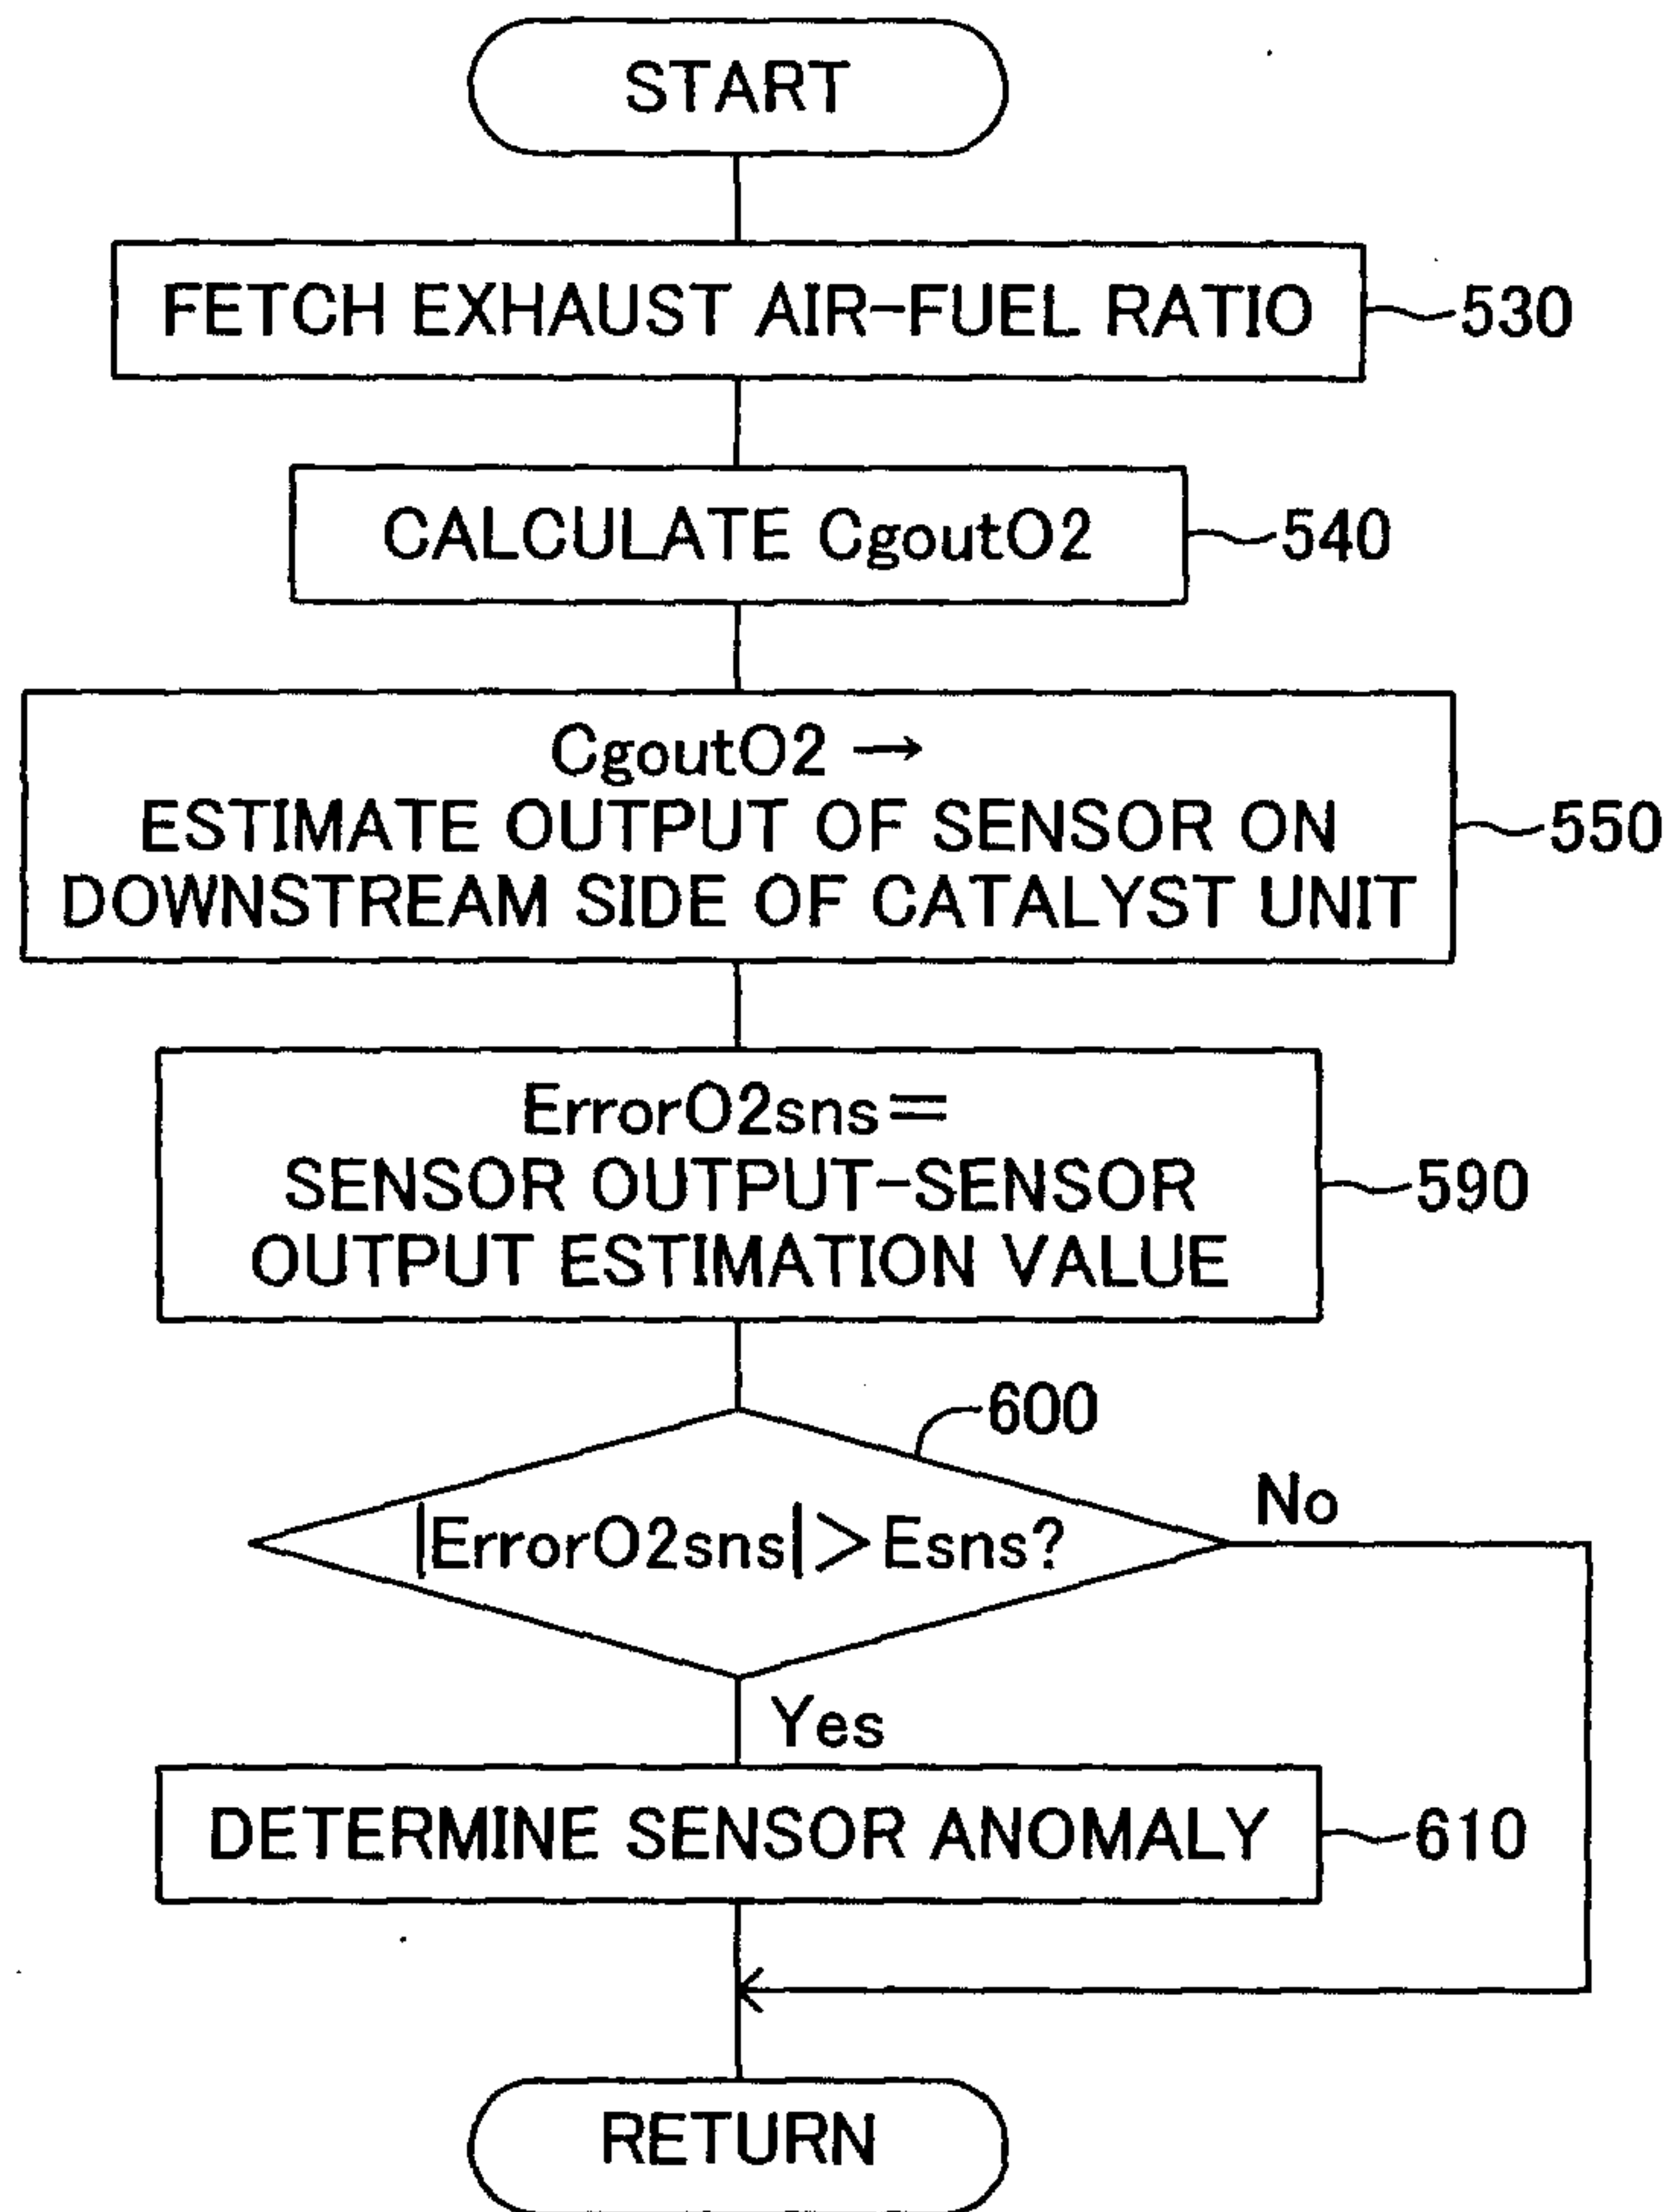 START
FETCH EXHAUST AIR-FUEL RATIO
530
CALCULATE CgoutO2
540
CgoutO2 →
ESTIMATE OUTPUT OF SENSOR ON
DOWNSTREAM SIDE OF CATALYST UNIT
550
ErrorO2sns=
SENSOR OUTPUT-SENSOR
OUTPUT ESTIMATION VALUE
590
600
|ErrorO2sns|>Esns?
No
Yes
DETERMINE SENSOR ANOMALY
610
RETURN